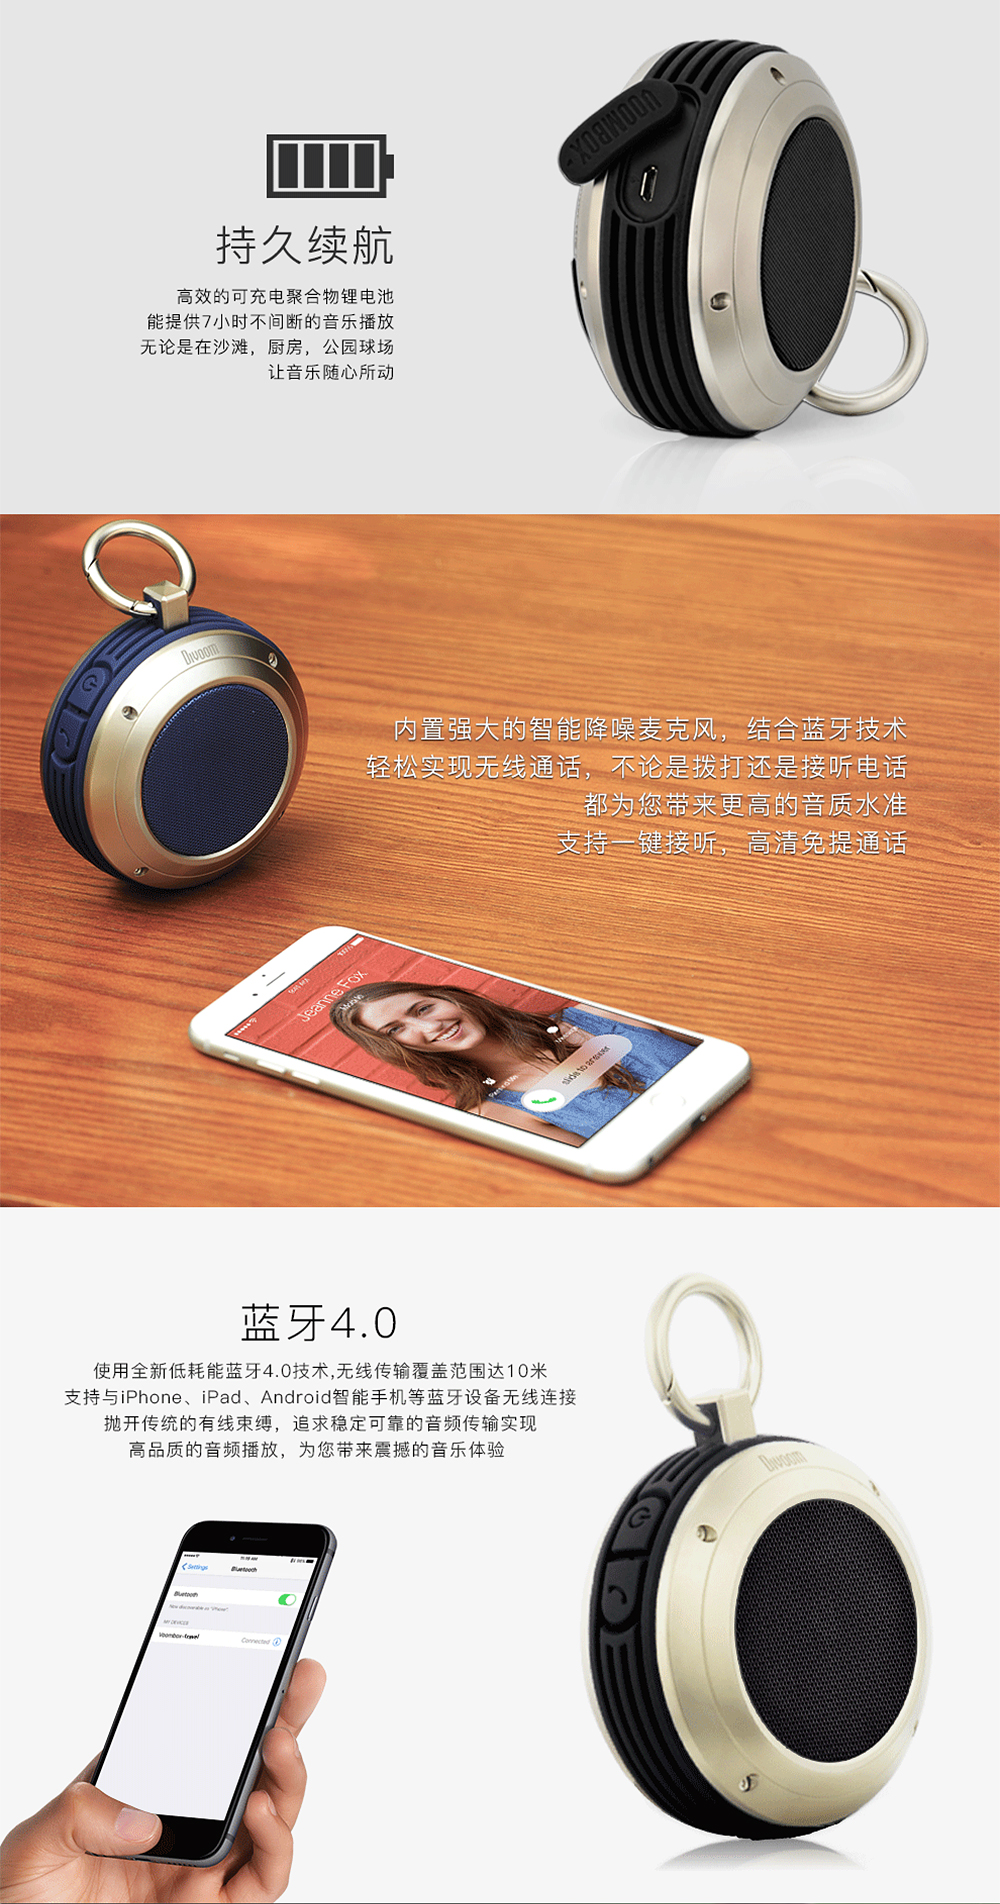 VOOMBOX
持久续航
高效的可充电聚合物锂电池
能提供7小时不间断的音乐播放
无论是在沙滩，厨房，公园球场
让音乐随心所动
Divoom
内置强大的智能降噪麦克风，结合蓝牙技术
轻松实现无线通话，不论是拨打还是接听电话
都为您带来更高的音质水准
支持一键接听，高清免提通话
100%
Jeanne Fox
slide to answer
蓝牙4.0
使用全新低耗能蓝牙4.0技术,无线传输覆盖范围达10米
支持与iPhone、iPad、Android智能手机等蓝牙设备无线连接
抛开传统的有线束缚，追求稳定可靠的音频传输实现
高品质的音频播放，为您带来震撼的音乐体验
Divoom
Settings
Bluetooth
Bluetooth
MY DEVICES
Voombox-travel
Connected